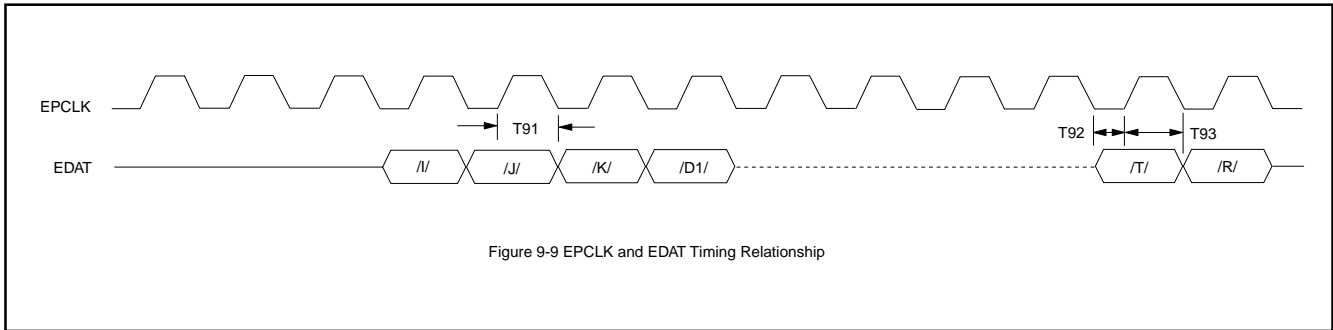 EPCLK
T91
T92
T93
EDAT
/I/
/J/
/K/
/D1/
/T/
/R/
Figure 9-9 EPCLK and EDAT Timing Relationship